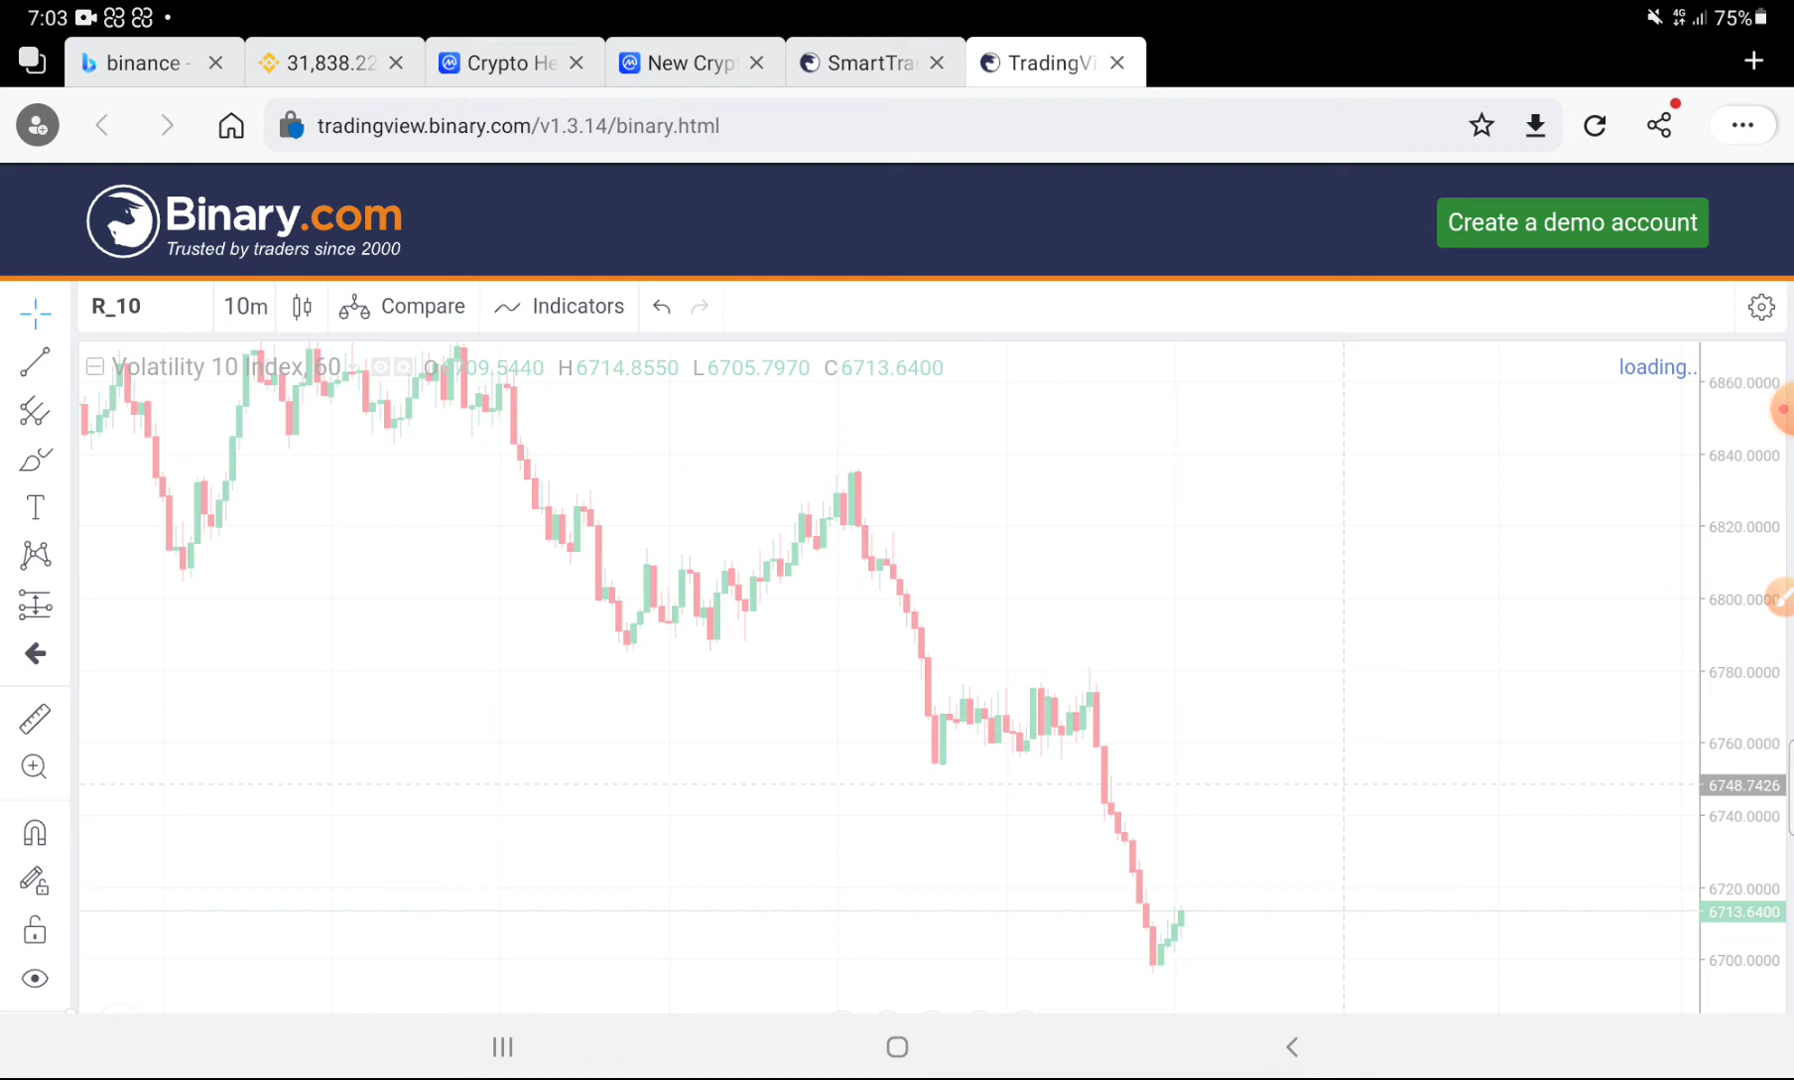 7:03
4G
75%
binance -
31,838.22
Crypto He
New Cryp
SmartTra
TradingVi
tradingview.binary.com/v1.3.14/binary.html
Binary.com
Trusted by traders since 2000
Create a demo account
R_10
10m
Compare
Indicators
Volatility 10 Index, 60
O6709.5440 H6714.8550 L6705.7970 C6713.6400
loading..
6860.0000
6840.0000
6820.0000
6800.0000
6780.0000
6760.0000
6748.7426
6740.0000
6720.0000
6713.6400
6700.0000
T